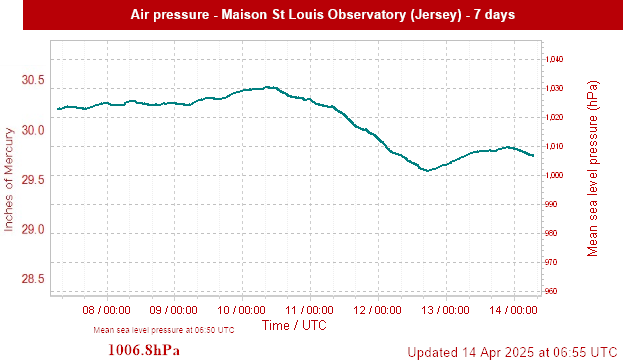 Air pressure - Maison St Louis Observatory (Jersey) - 7 days
Inches of Mercury
30.5
30.0
29.5
29.0
28.5
1,040
1,030
1,020
1,010
1,000
990
980
970
960
Mean sea level pressure (hPa)
08 / 00:00 09 / 00:00 10 / 00:00 11 / 00:00 12 / 00:00 13 / 00:00 14 / 00:00
Time / UTC
Mean sea level pressure at 06:50 UTC
1006.8hPa
Updated 14 Apr 2025 at 06:55 UTC